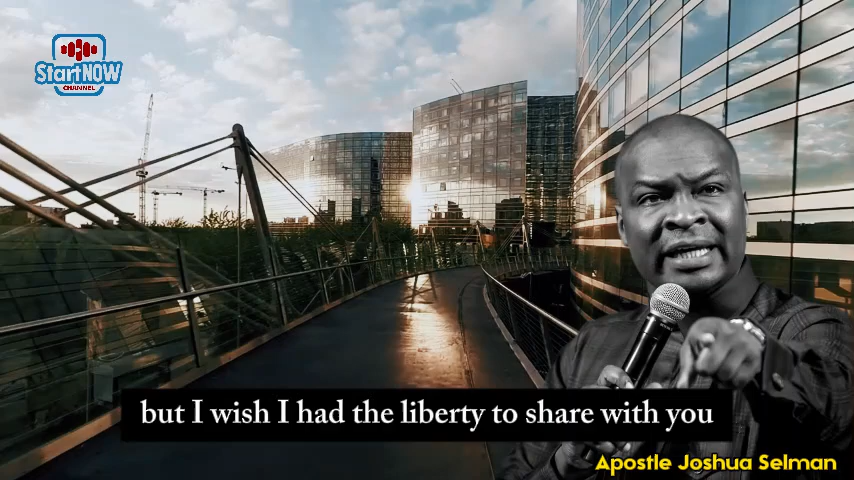 StartNOW
CHANNEL
but I wish I had the liberty to share with you
Apostle Joshua Selman